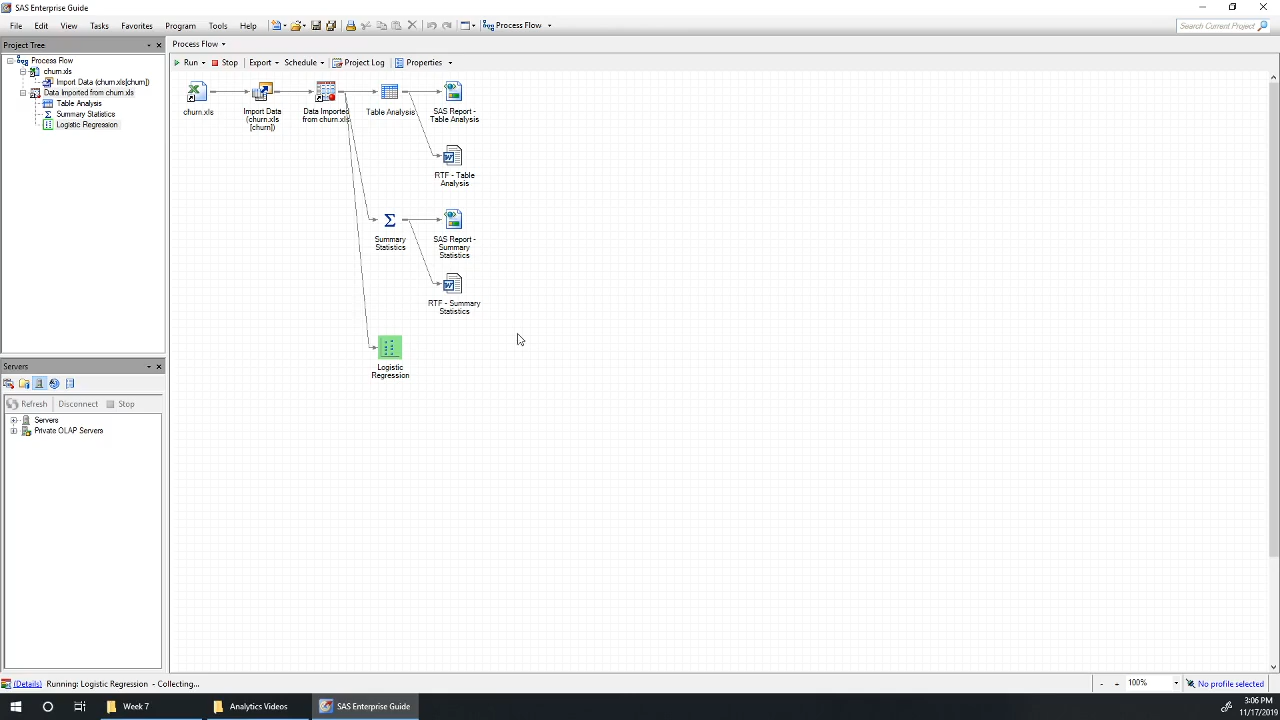 SAS Enterprise Guide
File Edit View Tasks Favorites Program Tools Help
Process Flow
Search Current Project
Project Tree
Process Flow
churn.xls
Import Data (churn.xls[churn])
Data Imported from churn.xls
Table Analysis
Summary Statistics
Logistic Regression
Servers
Refresh Disconnect Stop
Servers
Private OLAP Servers
Process Flow
Run Stop Export Schedule Project Log Properties
churn.xls
Import Data
(churn.xls
[churn])
Data Imported
from churn.xls
Table Analysis
SAS Report -
Table Analysis
RTF - Table
Analysis
Summary
Statistics
SAS Report -
Summary
Statistics
RTF - Summary
Statistics
Logistic
Regression
(Details) Running: Logistic Regression - Collecting...
- + 100% No profile selected
Week 7
Analytics Videos
SAS Enterprise Guide
3:06 PM
11/17/2019